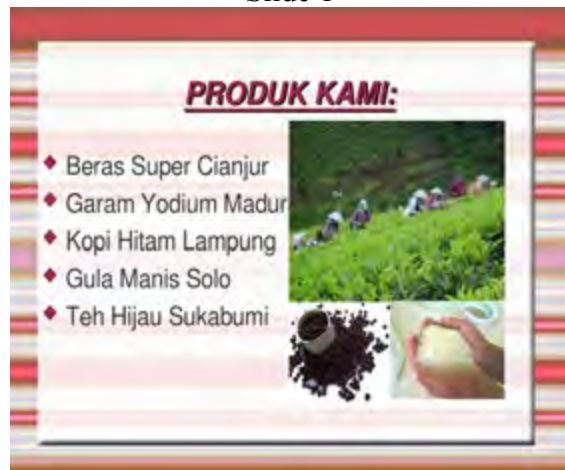 PRODUK KAMI:
Beras Super Cianjur
Garam Yodium Madur
Kopi Hitam Lampung
Gula Manis Solo
Teh Hijau Sukabumi